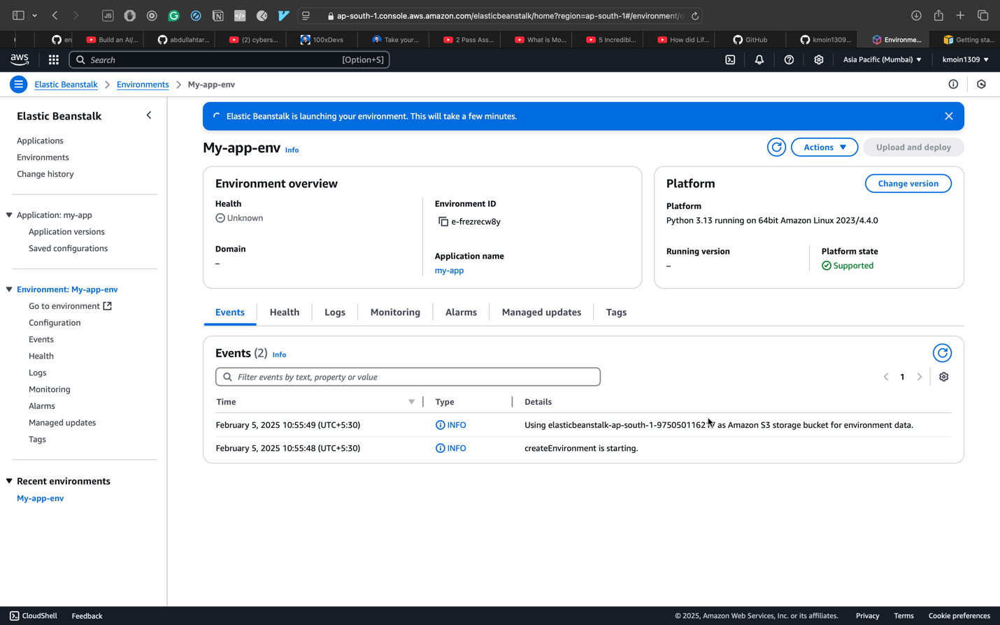 ap-south-1.console.aws.amazon.com/elasticbeanstalk/home?region=ap-south-1#/environment/
en
Build an AI/...
abdullahtar...
(2) cybers...
100xDevs
Take your...
2 Pass Ass...
What is Mo...
5 Incredibl...
How did Lif...
GitHub
kmoin1309...
Environme...
Getting sta...
aws
Search
[Option+S]
Asia Pacific (Mumbai)
kmoin1309
Elastic Beanstalk
Environments
My-app-env
Elastic Beanstalk
Applications
Environments
Change history
Application: my-app
Application versions
Saved configurations
Environment: My-app-env
Go to environment
Configuration
Events
Health
Logs
Monitoring
Alarms
Managed updates
Tags
Recent environments
My-app-env
Elastic Beanstalk is launching your environment. This will take a few minutes.
My-app-env Info
Actions
Upload and deploy
Environment overview
Health
Unknown
Domain
–
Environment ID
e-frezrecw8y
Application name
my-app
Platform
Change version
Platform
Python 3.13 running on 64bit Amazon Linux 2023/4.4.0
Running version
–
Platform state
Supported
Events
Health
Logs
Monitoring
Alarms
Managed updates
Tags
Events (2) Info
Filter events by text, property or value
1
Time
Type
Details
February 5, 2025 10:55:49 (UTC+5:30)
INFO
Using as Amazon S3 storage bucket for environment data.
February 5, 2025 10:55:48 (UTC+5:30)
INFO
createEnvironment is starting.
CloudShell
Feedback
© 2025, Amazon Web Services, Inc. or its affiliates.
Privacy
Terms
Cookie preferences